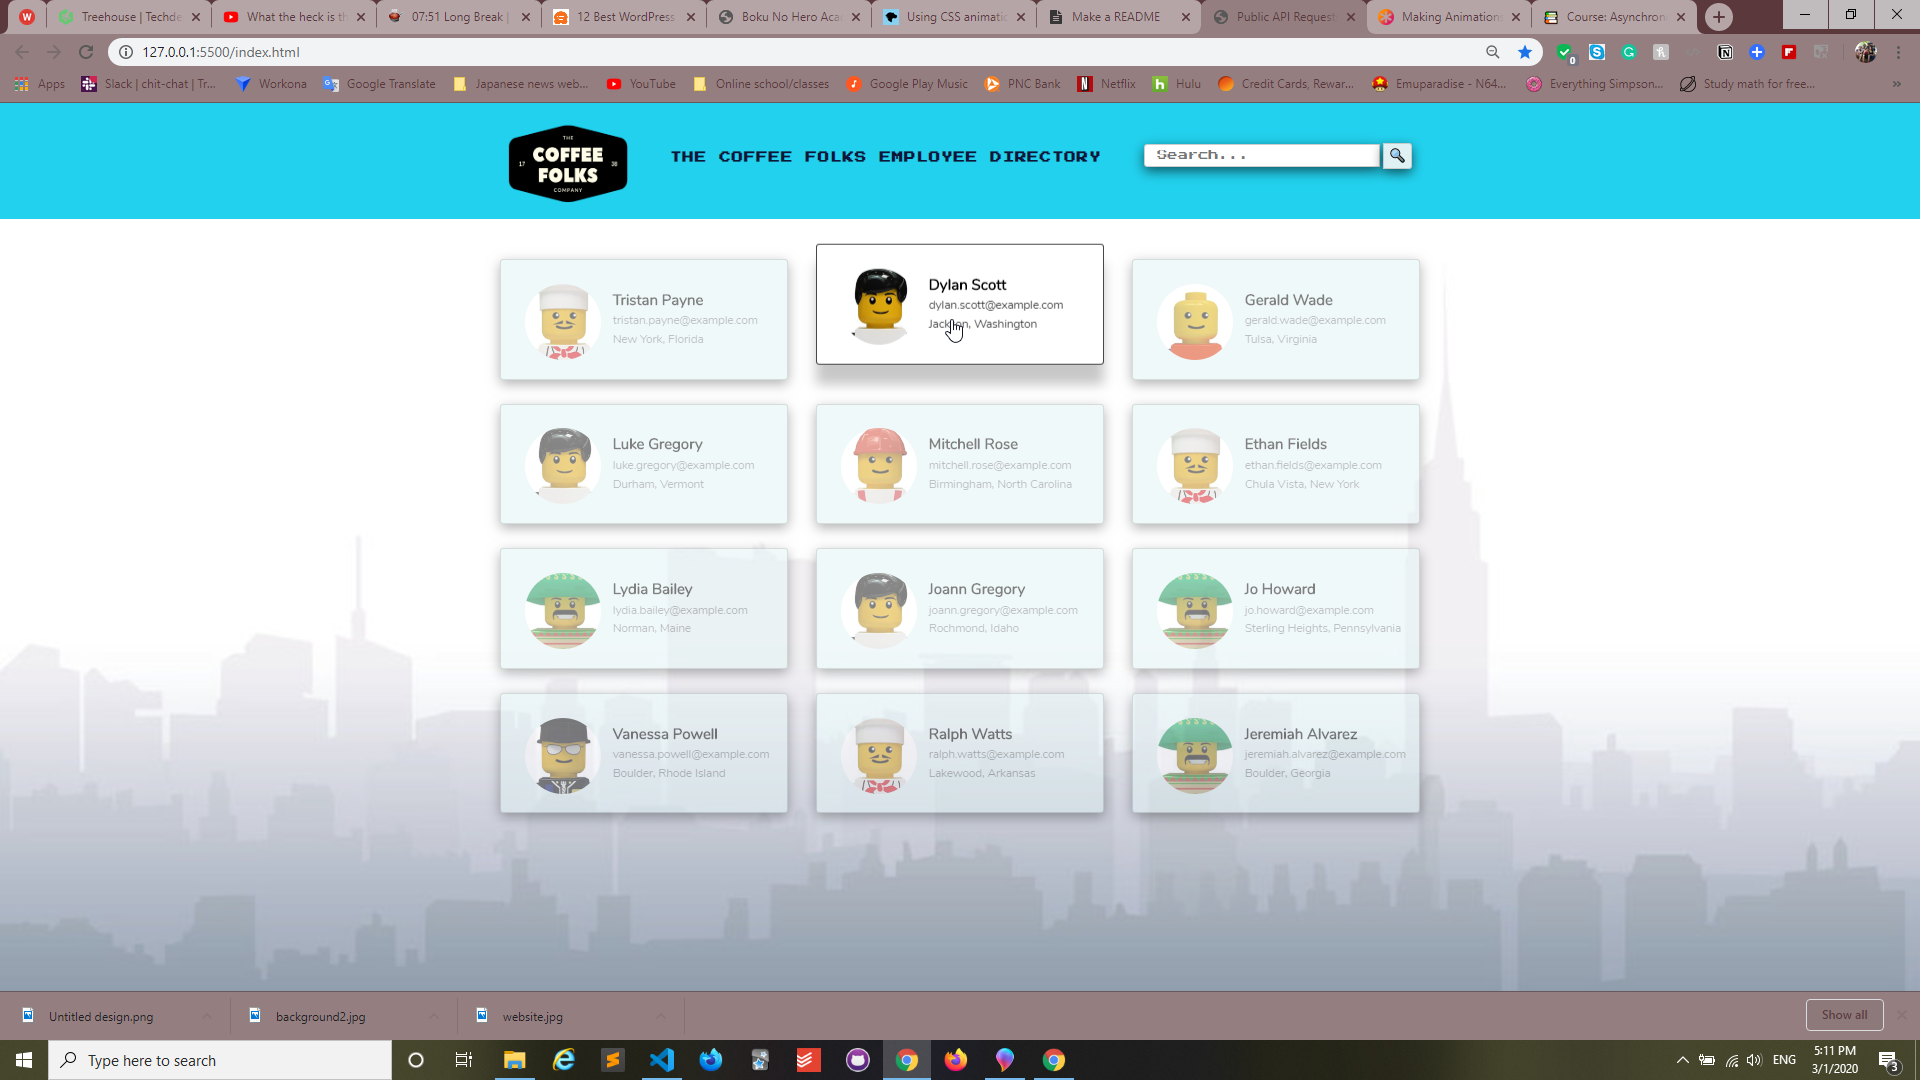 Treehouse | Techde
What the heck is th
07:51 Long Break |
12 Best WordPress
Boku No Hero Aca
Using CSS animatic
Make a README
Public API Request
Making Animations
Course: Asynchron
127.0.0.1:5500/index.html
Apps
Slack | chit-chat | Tr...
Workona
Google Translate
Japanese news web...
YouTube
Online school/classes
Google Play Music
PNC Bank
Netflix
Hulu
Credit Cards, Rewar...
Emuparadise - N64...
Everything Simpson...
Study math for free...
THE
17 COFFEE 38
FOLKS
COMPANY
THE COFFEE FOLKS EMPLOYEE DIRECTORY
Search...
Tristan Payne
tristan.payne@example.com
New York, Florida
Dylan Scott
dylan.scott@example.com
Washington
Gerald Wade
gerald.wade@example.com
Tulsa, Virginia
Luke Gregory
luke.gregory@example.com
Durham, Vermont
Mitchell Rose
mitchell.rose@example.com
Birmingham, North Carolina
Ethan Fields
ethan.fields@example.com
Chula Vista, New York
Lydia Bailey
lydia.bailey@example.com
Norman, Maine
Joann Gregory
joann.gregory@example.com
Rochmond, Idaho
Jo Howard
jo.howard@example.com
Sterling Heights, Pennsylvania
Vanessa Powell
vanessa.powell@example.com
Boulder, Rhode Island
Ralph Watts
ralph.watts@example.com
Lakewood, Arkansas
Jeremiah Alvarez
jeremiah.alvarez@example.com
Boulder, Georgia
Untitled design.png
background2.jpg
website.jpg
Show all
Type here to search
ENG
5:11 PM
3/1/2020
3